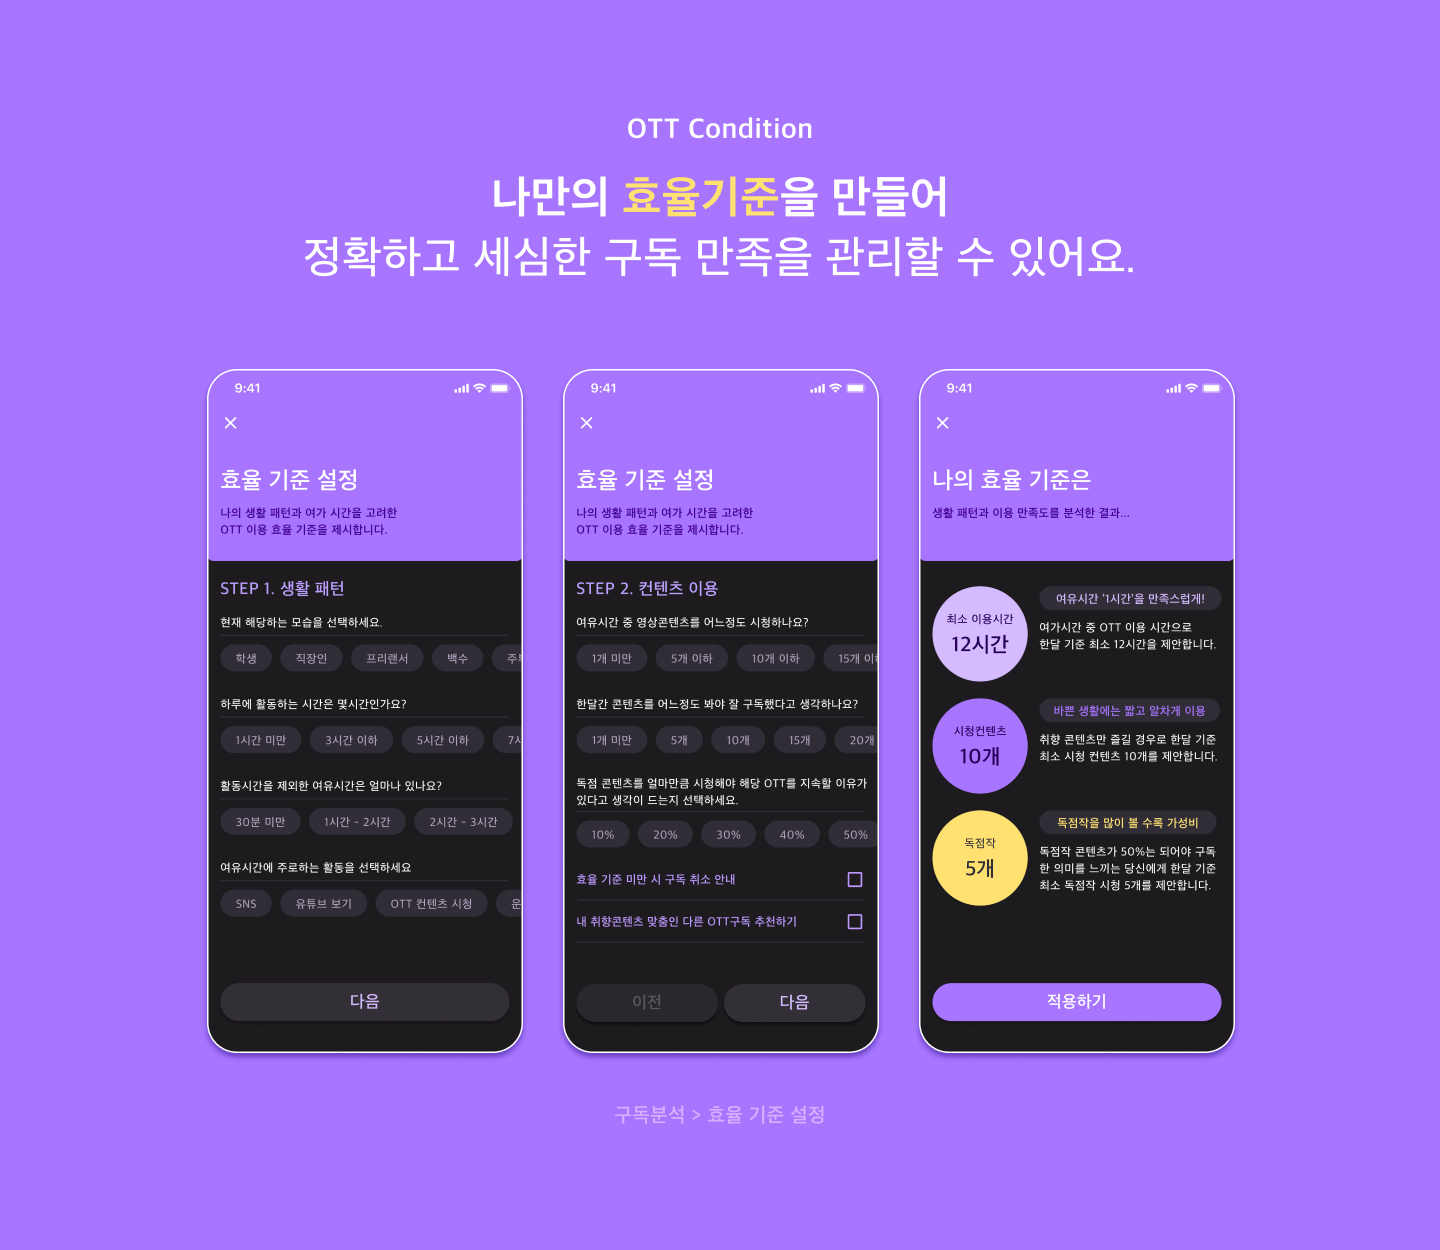 OTT Condition
나만의 효율기준을 만들어
정확하고 세심한 구독 만족을 관리할 수 있어요.
9:41
효율 기준 설정
나의 생활 패턴과 여가 시간을 고려한
OTT 이용 효율 기준을 제시합니다.
STEP 1. 생활 패턴
현재 해당하는 모습을 선택하세요.
학생 직장인 프리랜서 백수
하루에 활동하는 시간은 몇시간인가요?
1시간 미만 3시간 이하 5시간 이하
활동시간을 제외한 여유시간은 얼마나 있나요?
30분 미만 1시간 - 2시간 2시간 - 3시간
여유시간에 주로하는 활동을 선택하세요
SNS 유튜브 보기 OTT 컨텐츠 시청
다음
9:41
효율 기준 설정
나의 생활 패턴과 여가 시간을 고려한
OTT 이용 효율 기준을 제시합니다.
STEP 2. 컨텐츠 이용
여유시간 중 영상콘텐츠를 어느정도 시청하나요?
1개 미만 5개 이하 10개 이하 15개
한달간 콘텐츠를 어느정도 봐야 잘 구독했다고 생각하나요?
1개 미만 5개 10개 15개 20개
독점 콘텐츠를 얼마만큼 시청해야 해당 OTT를 지속할 이유가
있다고 생각이 드는지 선택하세요.
10% 20% 30% 40% 50%
효율 기준 미만 시 구독 취소 안내
내 취향콘텐츠 맞춤인 다른 OTT구독 추천하기
이전 다음
9:41
나의 효율 기준은
생활 패턴과 이용 만족도를 분석한 결과...
최소 이용시간
12시간
여유시간 '1시간'을 만족스럽게!
여가시간 중 OTT 이용 시간으로
한달 기준 최소 12시간을 제안합니다.
시청컨텐츠
10개
바쁜 생활에는 짧고 알차게 이용
취향 콘텐츠만 즐길 경우로 한달 기준
최소 시청 컨텐츠 10개를 제안합니다.
독점작
5개
독점작을 많이 볼 수록 가성비
독점작 콘텐츠가 50%는 되어야 구독
한 의미를 느끼는 당신에게 한달 기준
최소 독점작 시청 5개를 제안합니다.
적용하기
구독분석 > 효율 기준 설정